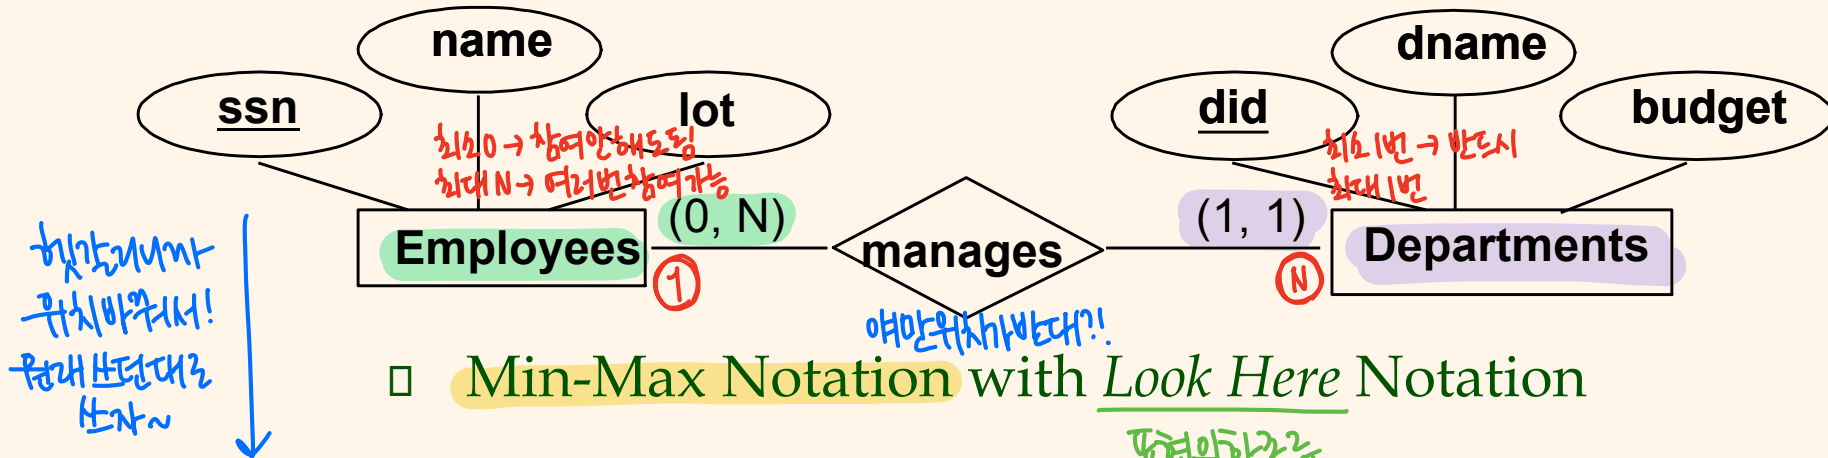 name
dname
ssn
lot
did
budget
최소 0 → 참여안해도됨
최대 N → 여러번참여가능
최소 1번 → 반드시
최대 1번
(0, N)
(1, 1)
Employees
manages
Departments
1
N
헷갈리니까
위치바꿔서!
원래 쓰던대로
쓰자~
얘만위치가반대?!
Min-Max Notation with Look Here Notation